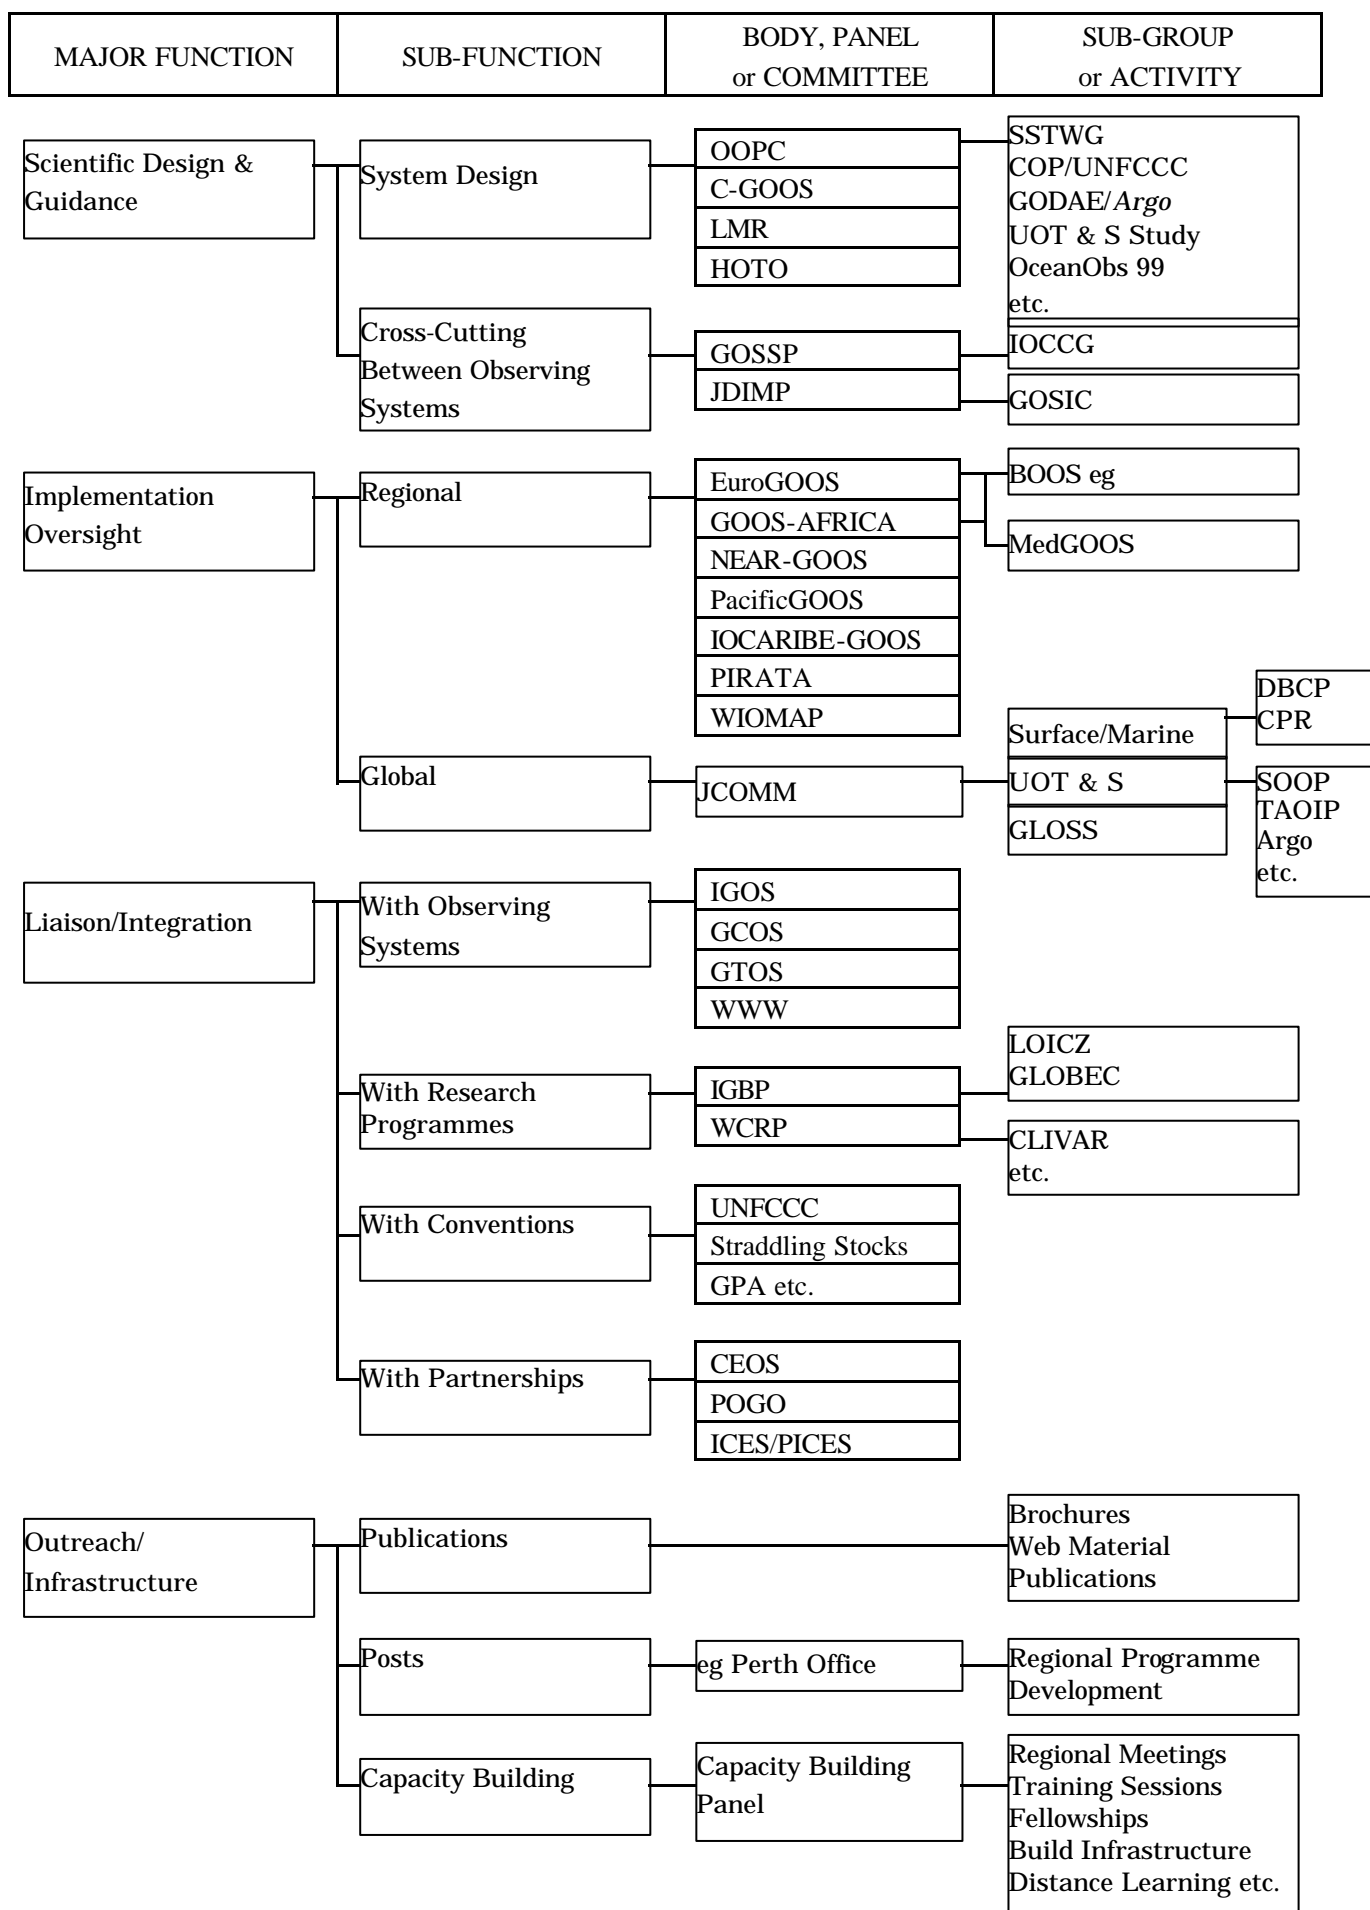 MAJOR FUNCTION
SUB-FUNCTION
BODY, PANEL
or COMMITTEE
SUB-GROUP
or ACTIVITY
Scientific Design &
Guidance
System Design
OOPC
C-GOOS
LMR
HOTO
SSTWG
COP/UNFCCC
GODAE/Argo
UOT & S Study
OceanObs 99
etc.
Cross-Cutting
Between Observing
Systems
GOSSP
JDIMP
IOCCG
GOSIC
Implementation
Oversight
Regional
EuroGOOS
GOOS-AFRICA
NEAR-GOOS
PacificGOOS
IOCARIBE-GOOS
PIRATA
WIOMAP
BOOS eg
MedGOOS
Global
JCOMM
Surface/Marine
UOT & S
GLOSS
DBCP
CPR
SOOP
TAOIP
Argo
etc.
Liaison/Integration
With Observing
Systems
IGOS
GCOS
GTOS
WWW
With Research
Programmes
IGBP
WCRP
LOICZ
GLOBEC
CLIVAR
etc.
With Conventions
UNFCCC
Straddling Stocks
GPA etc.
With Partnerships
CEOS
POGO
ICES/PICES
Outreach/
Infrastructure
Publications
Brochures
Web Material
Publications
Posts
eg Perth Office
Regional Programme
Development
Capacity Building
Capacity Building
Panel
Regional Meetings
Training Sessions
Fellowships
Build Infrastructure
Distance Learning etc.